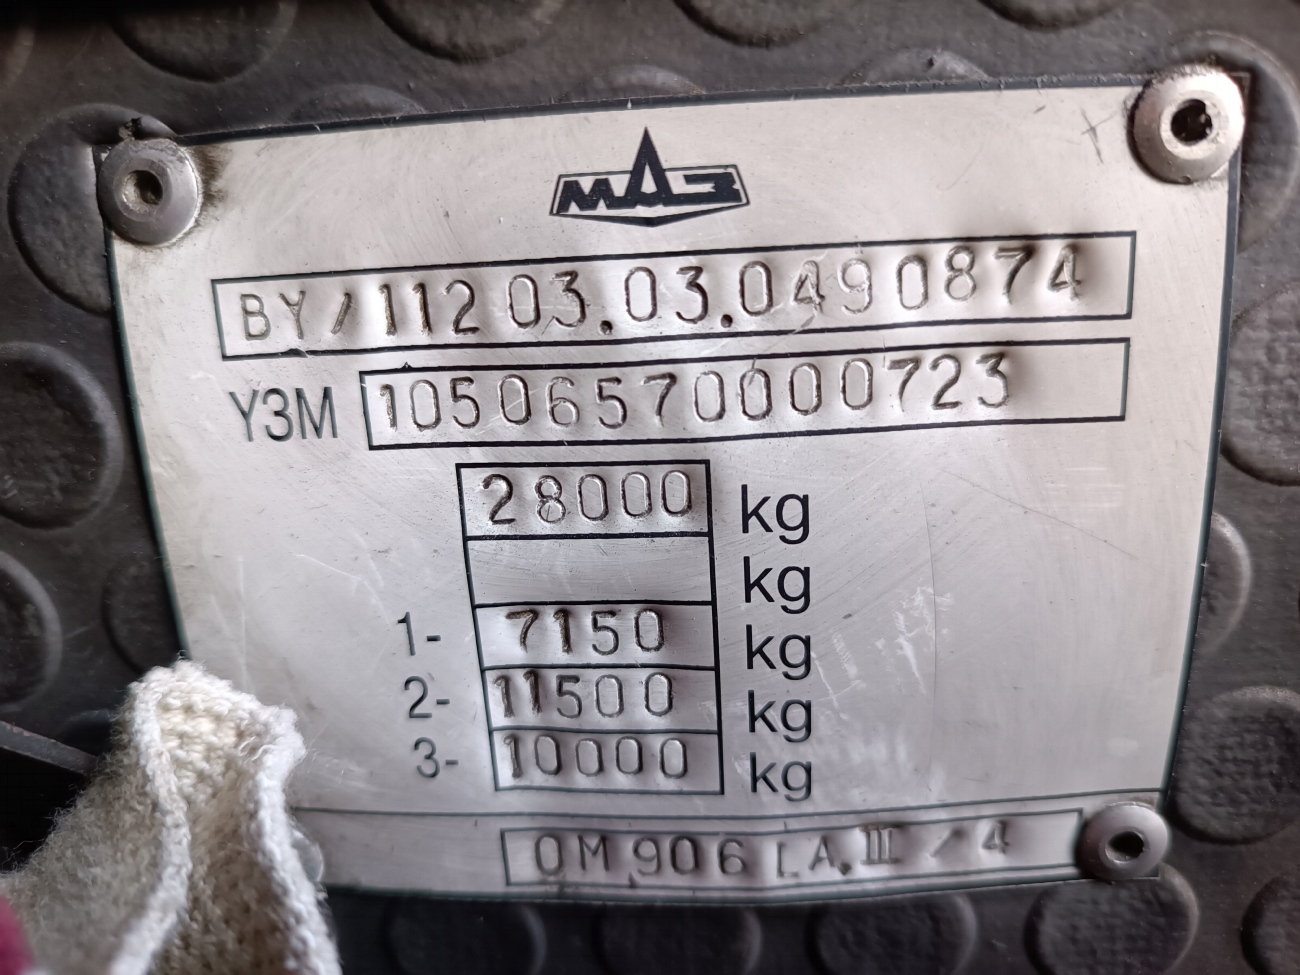 МАЗ
BY/112 03.03.0490874
Y3M 10506570000723
28000 kg
kg
1- 7150 kg
2- 11500 kg
3- 10000 kg
OM 906 LA.III / 4